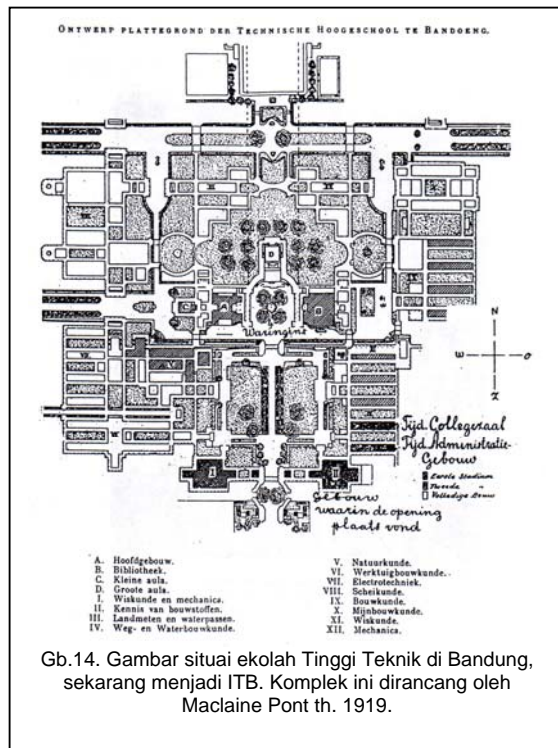 ONTWERP PLATTEGROND DER TECHNISCHE HOOGESCHOOL TE BANDOENG.
D
Waringins
N
W O
Z
Tijd. Collegezaal
Tijd. Administratie-
Gebouw
Eerste Stadium
Tweede "
Volledige Bouw
I
II
Gebouw
waarin de opening
plaats vond
A. Hoofdgebouw.
B. Bibliotheek.
C. Kleine aula.
D. Groote aula.
I. Wiskunde en mechanica.
II. Kennis van bouwstoffen.
III. Landmeten en waterpassen.
IV. Weg- en Waterbouwkunde.
V. Natuurkunde.
VI. Werktuigbouwkunde.
VII. Electrotechniek.
VIII. Scheikunde.
IX. Bouwkunde.
X. Mijnbouwkunde.
XI. Wiskunde.
XII. Mechanica.
Gb.14. Gambar situai ekolah Tinggi Teknik di Bandung,
sekarang menjadi ITB. Komplek ini dirancang oleh
Maclaine Pont th. 1919.